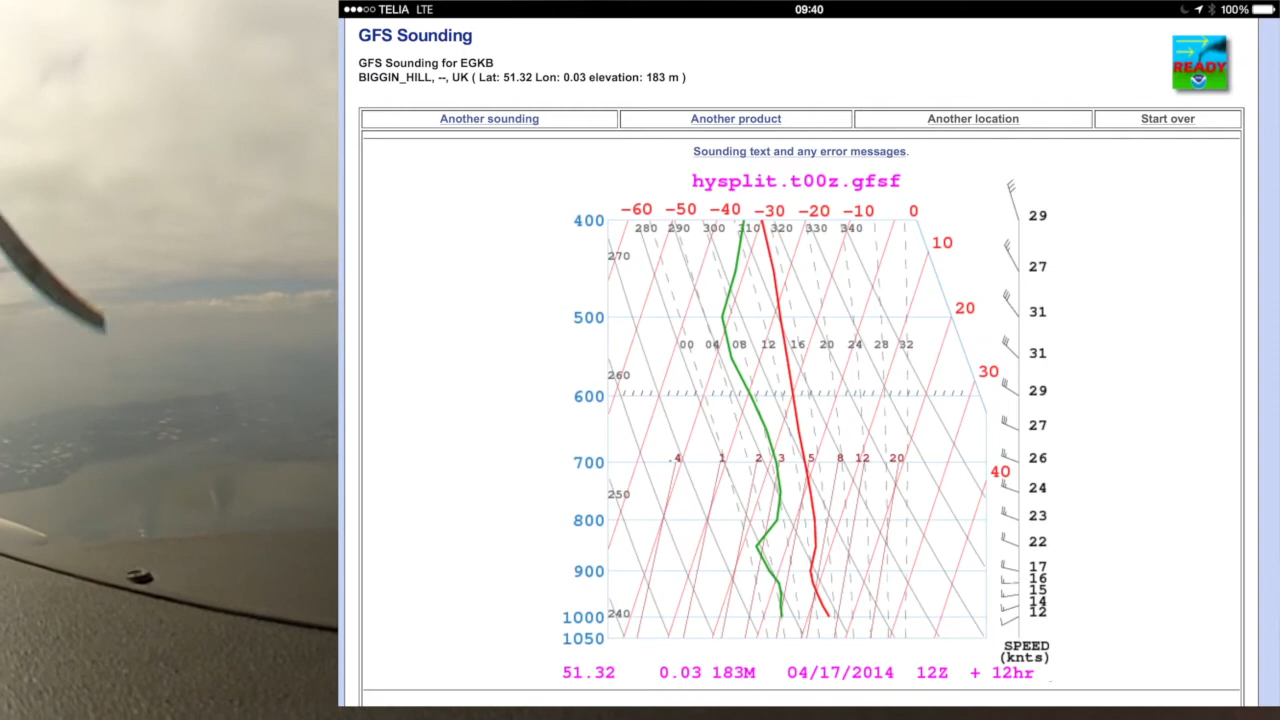 ●●●○○ TELIA LTE 09:40 100%
GFS Sounding
GFS Sounding for EGKB
BIGGIN_HILL, --, UK ( Lat: 51.32 Lon: 0.03 elevation: 183 m )
READY
Another sounding Another product Another location Start over
Sounding text and any error messages.
hysplit.t00z.gfsf
-60 -50 -40 -30 -20 -10 0
400 280 290 300 310 320 330 340 29
10
270 27
20
500 31
00 04 08 12 16 20 24 28 32
31
260 30
600 29
27
700 .4 1 2 3 5 8 12 20 26
40
250 24
800 23
22
900 17
16
15
14
1000 240 12
1050
SPEED
(knts)
51.32 0.03 183M 04/17/2014 12Z + 12hr